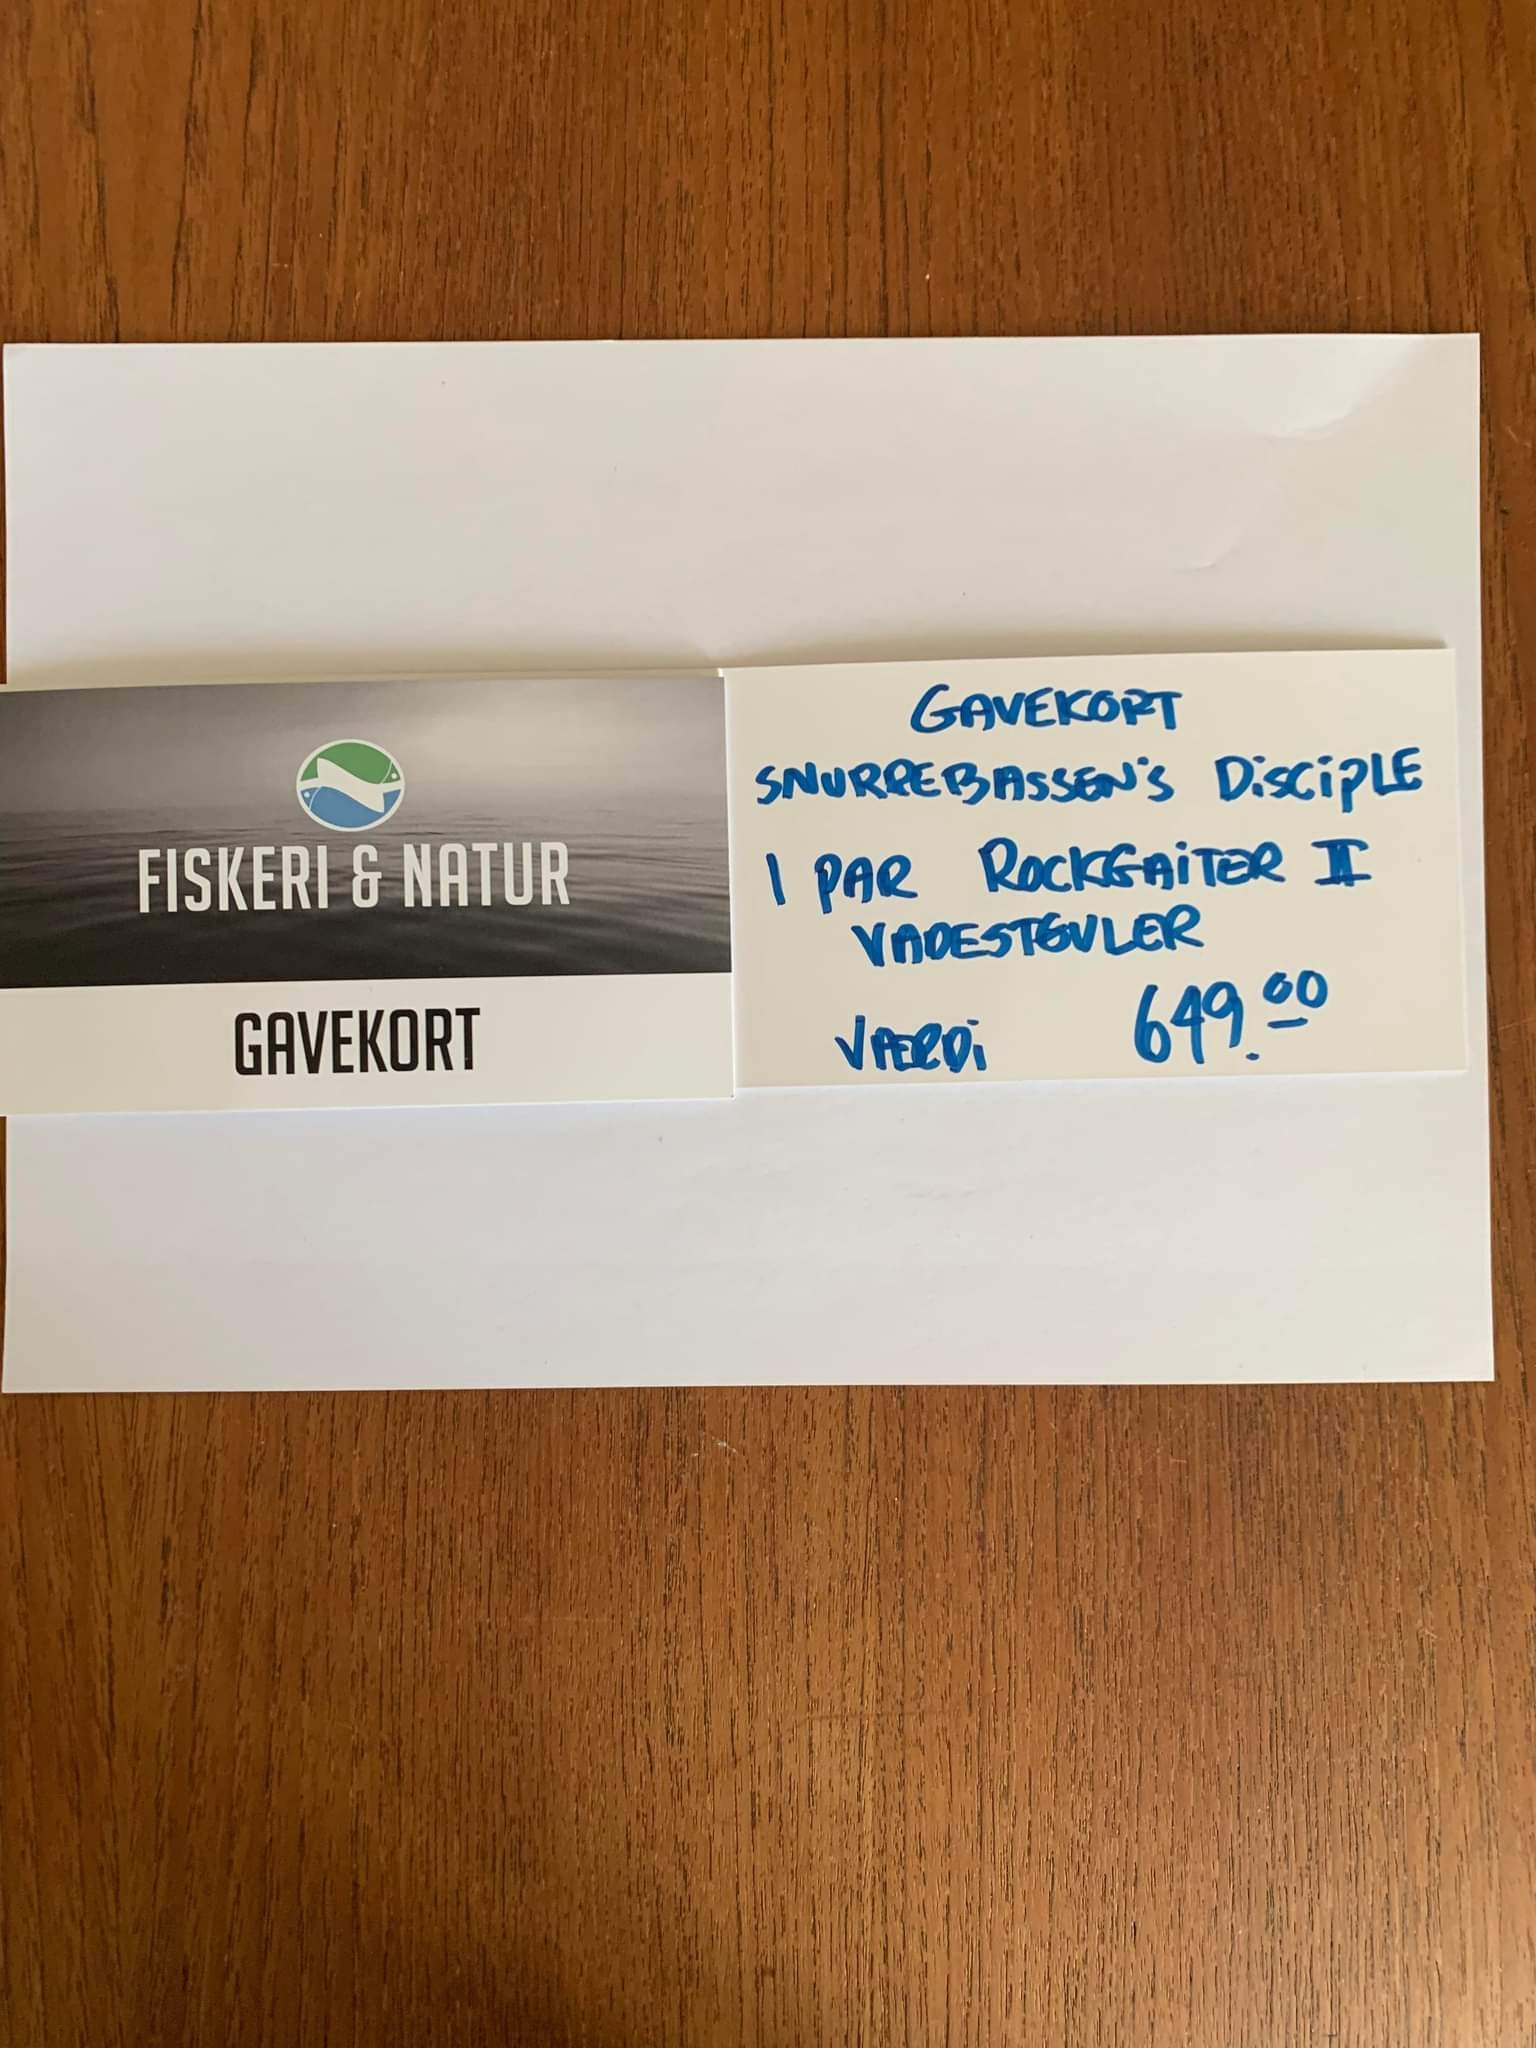 FISKERI & NATUR
GAVEKORT
GAVEKORT
SNURREBASSEN'S DISCIPLE
1 PAR ROCKGAITER II
VADESTØVLER
VÆRDI 649.00